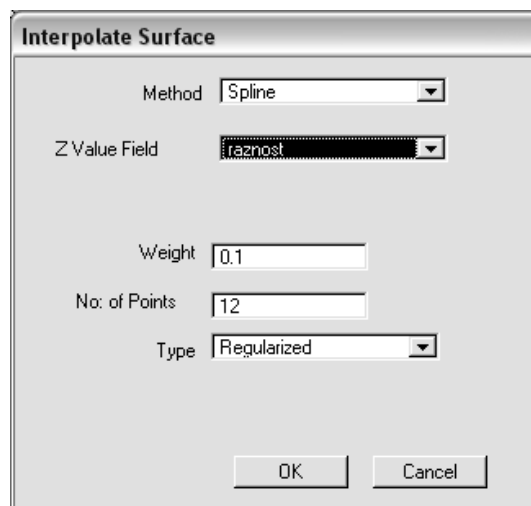 Interpolate Surface
Method Spline
Z Value Field raznost
Weight 0.1
No: of Points 12
Type Regularized
OK Cancel